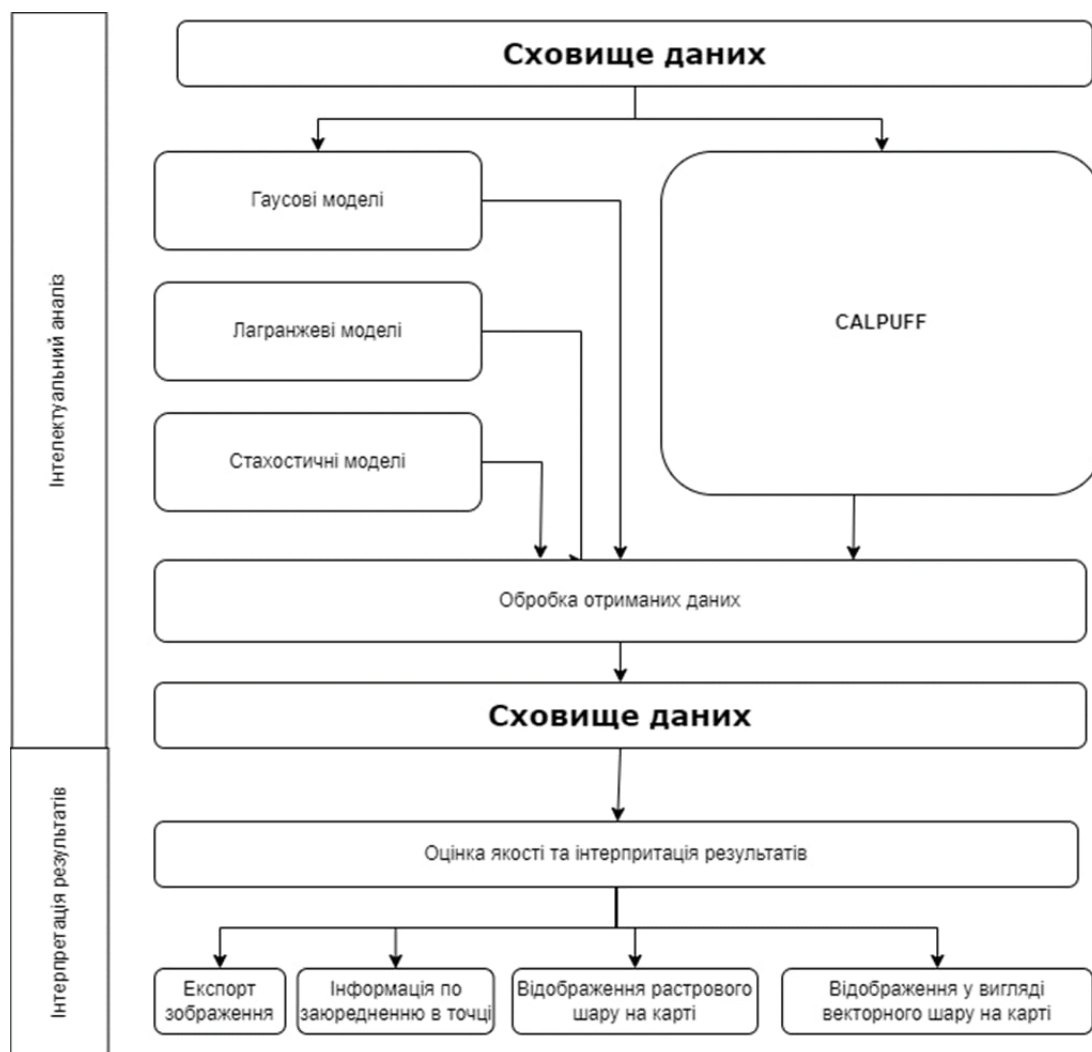 Сховище даних
Гаусові моделі
CALPUFF
Лагранжеві моделі
Стахостичні моделі
Обробка отриманих даних
Сховище даних
Інтелектуальний аналіз
Оцінка якості та інтерпритація результатів
Інтерпретація результатів
Експорт
зображення
Інформація по
заюредненню в точці
Відображення растрового
шару на карті
Відображення у вигляді
векторного шару на карті